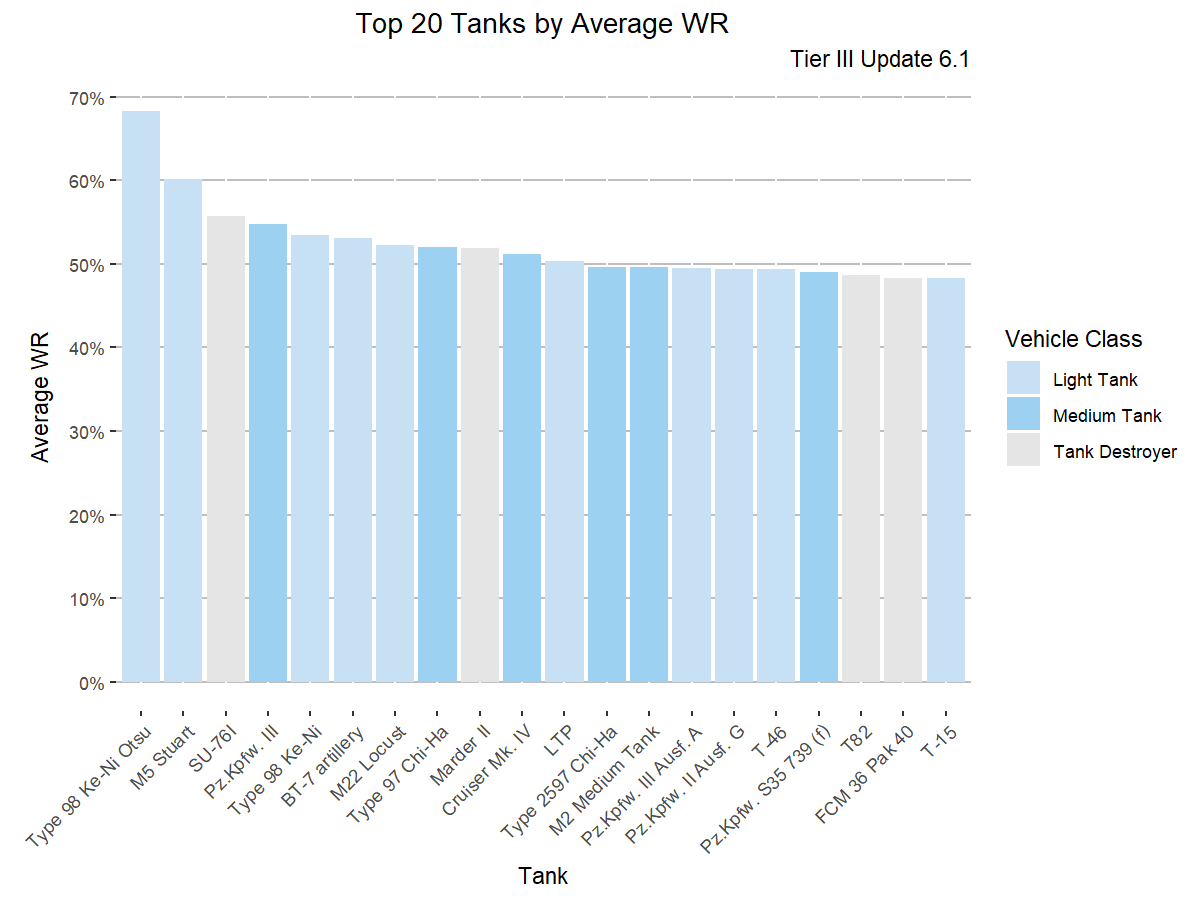 Top 20 Tanks by Average WR
Tier III Update 6.1
70%
60%
50%
40%
30%
20%
10%
0%
Average WR
Type 98 Ke-Ni Otsu
M5 Stuart
SU-76I
Pz.Kpfw. III
Type 98 Ke-Ni
BT-7 artillery
M22 Locust
Type 97 Chi-Ha
Marder II
Cruiser Mk. IV
LTP
Type 2597 Chi-Ha
M2 Medium Tank
Pz.Kpfw. III Ausf. A
Pz.Kpfw. II Ausf. G
T-46
Pz.Kpfw. S35 739 (f)
T82
FCM 36 Pak 40
T-15
Tank
Vehicle Class
Light Tank
Medium Tank
Tank Destroyer